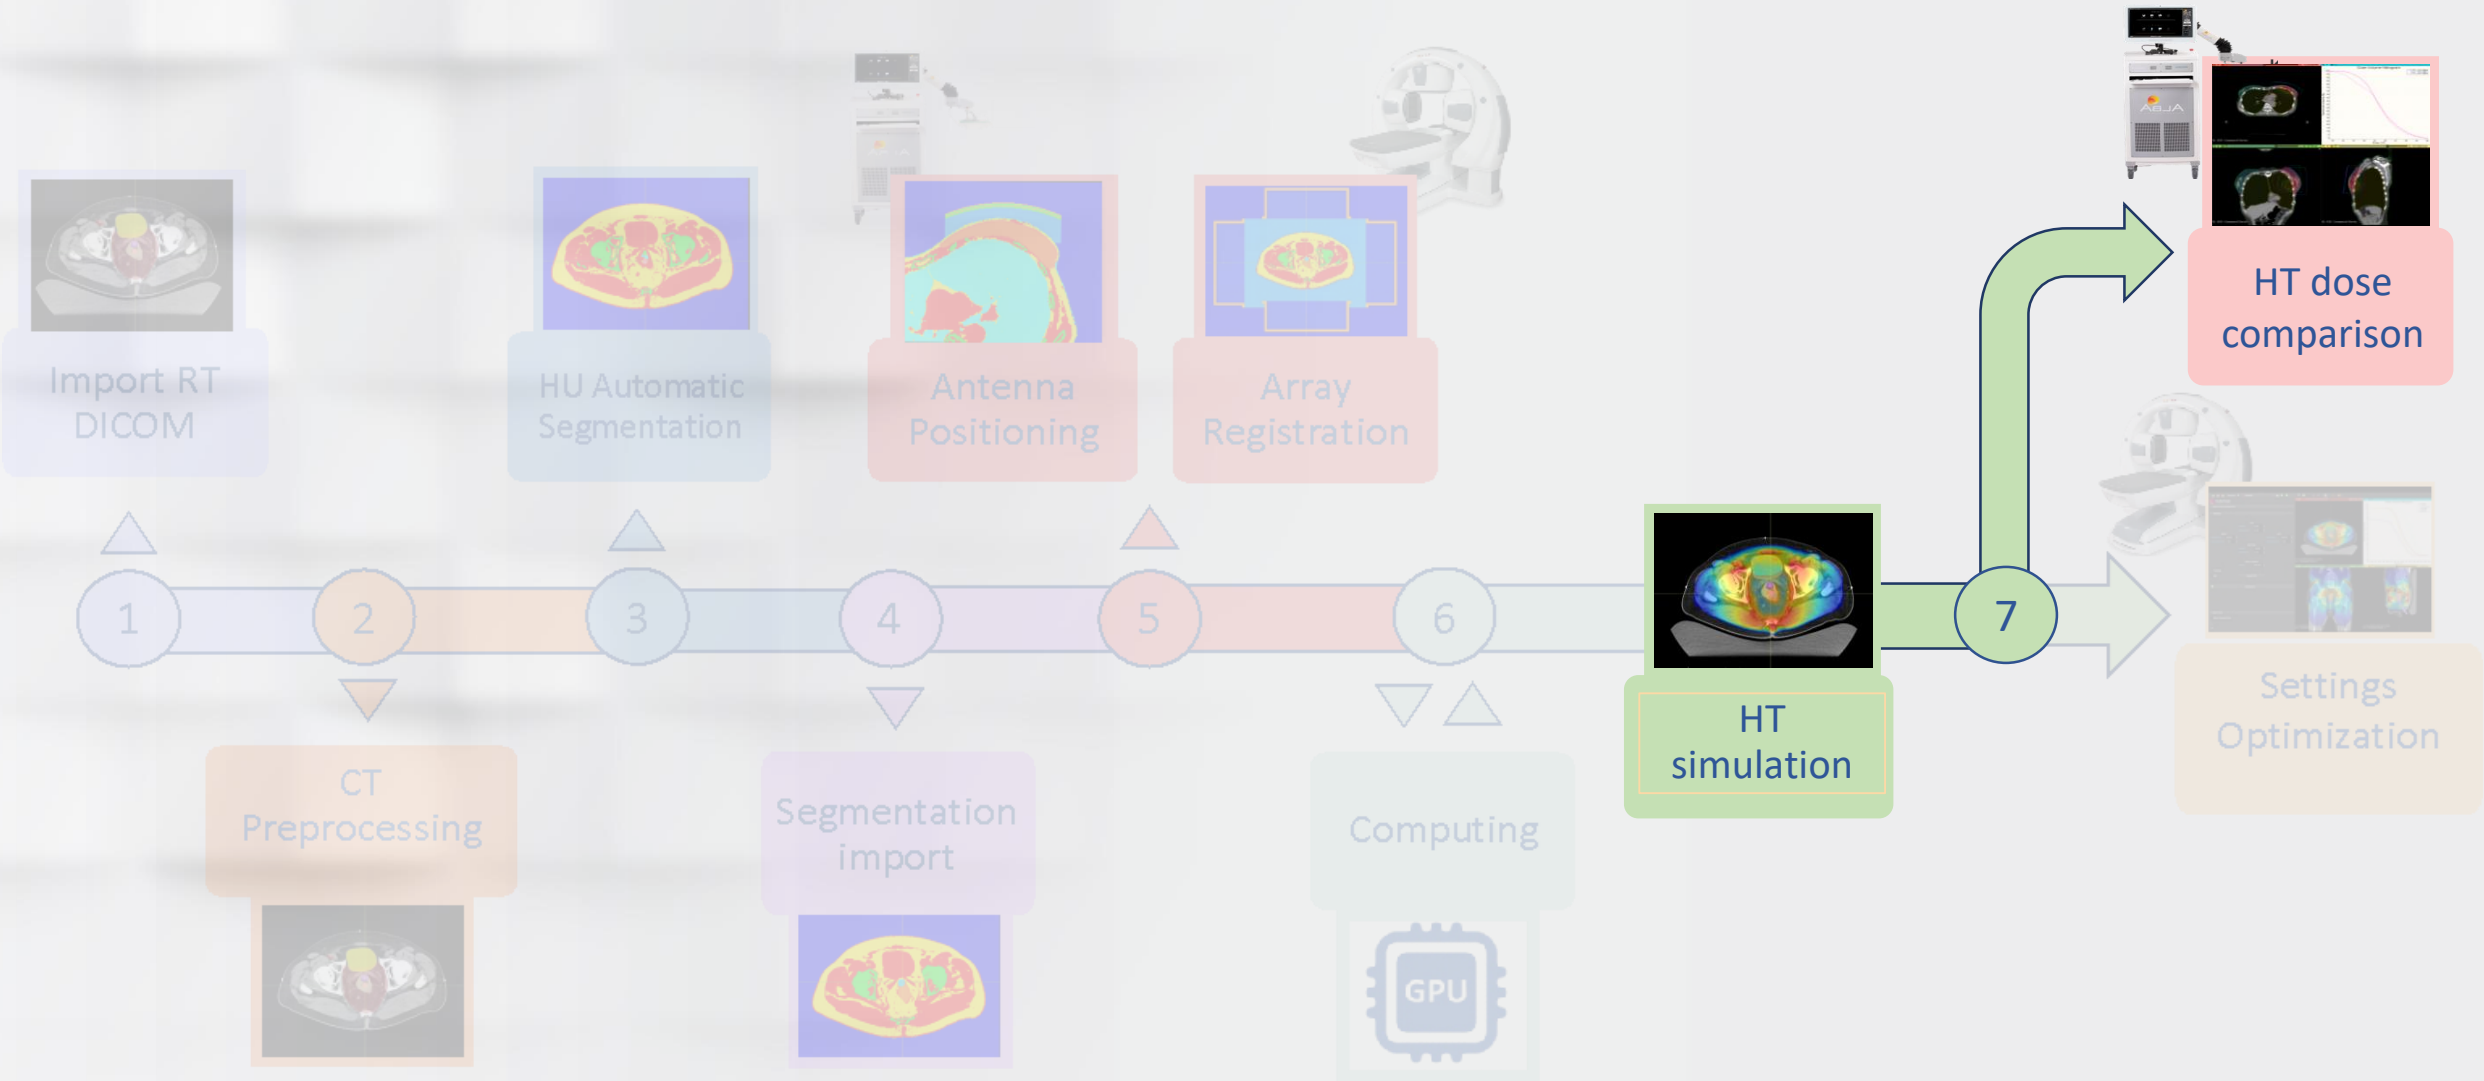 Import RT
DICOM
1
CT
Preprocessing
2
HU Automatic
Segmentation
3
Segmentation
import
4
Antenna
Positioning
Array
Registration
5
Computing
GPU
6
HT
simulation
7
ALBA
HT dose
comparison
Settings
Optimization